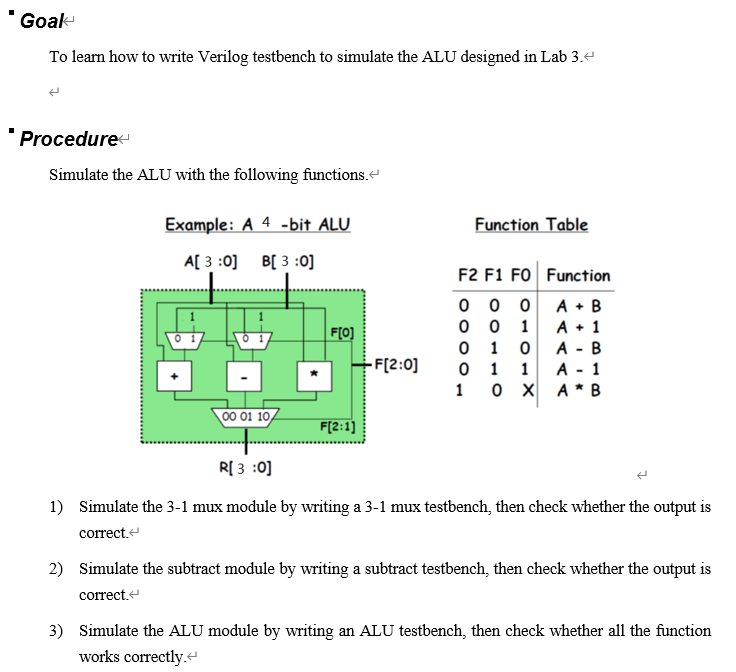 Goal
To learn how to write Verilog testbench to simulate the ALU designed in Lab 3.
Procedure
Simulate the ALU with the following functions.
Example: A 4 -bit ALU
A[ 3 :0] B[ 3 :0]
1 1
0 1 0 1
F[0]
+ - *
F[2:0]
00 01 10
F[2:1]
R[ 3 :0]
Function Table
F2 F1 F0 Function
0 0 0 A + B
0 0 1 A + 1
0 1 0 A - B
0 1 1 A - 1
1 0 X A * B
1) Simulate the 3-1 mux module by writing a 3-1 mux testbench, then check whether the output is
correct.
2) Simulate the subtract module by writing a subtract testbench, then check whether the output is
correct.
3) Simulate the ALU module by writing an ALU testbench, then check whether all the function
works correctly.